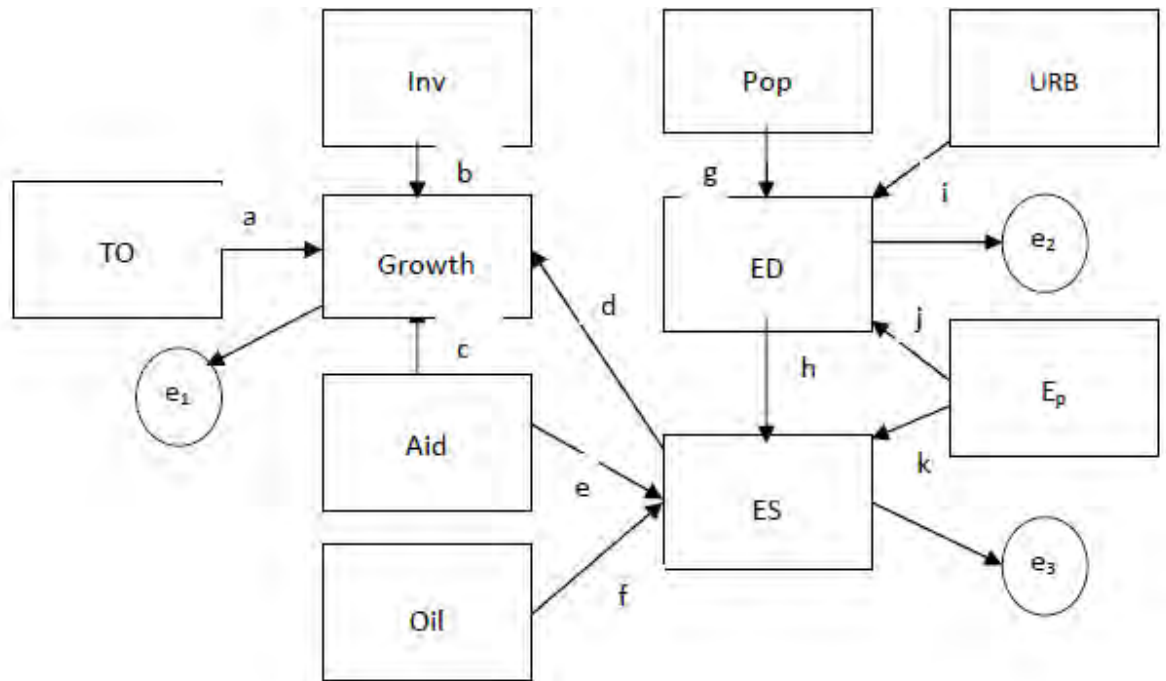 Inv
Pop
URB
b
g
i
a
TO
Growth
ED
e₂
d
j
c
h
Eₚ
e₁
Aid
k
e
ES
f
e₃
Oil